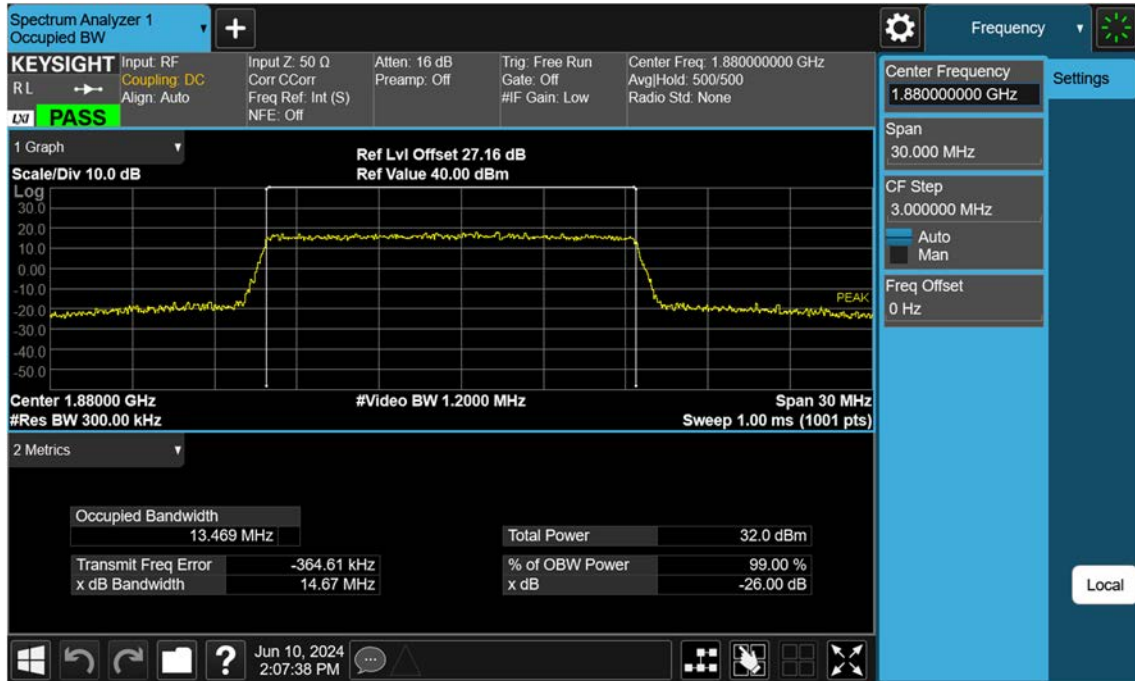 Spectrum Analyzer 1
Occupied BW
+
Frequency
KEYSIGHT
R L
LXI PASS
Input: RF
Coupling: DC
Align: Auto
Input Z: 50 Ω
Corr CCorr
Freq Ref: Int (S)
NFE: Off
Atten: 16 dB
Preamp: Off
Trig: Free Run
Gate: Off
#IF Gain: Low
Center Freq: 1.880000000 GHz
Avg|Hold: 500/500
Radio Std: None
Center Frequency
1.880000000 GHz
Settings
Span
30.000 MHz
CF Step
3.000000 MHz
Auto
Man
Freq Offset
0 Hz
Local
1 Graph
Scale/Div 10.0 dB
Ref Lvl Offset 27.16 dB
Ref Value 40.00 dBm
Log
30.0
20.0
10.0
0.00
-10.0
-20.0
-30.0
-40.0
-50.0
PEAK
Center 1.88000 GHz
#Video BW 1.2000 MHz
Span 30 MHz
#Res BW 300.00 kHz
Sweep 1.00 ms (1001 pts)
2 Metrics
Occupied Bandwidth
13.469 MHz
Total Power 32.0 dBm
Transmit Freq Error -364.61 kHz
% of OBW Power 99.00 %
x dB Bandwidth 14.67 MHz
x dB -26.00 dB
?
Jun 10, 2024
2:07:38 PM